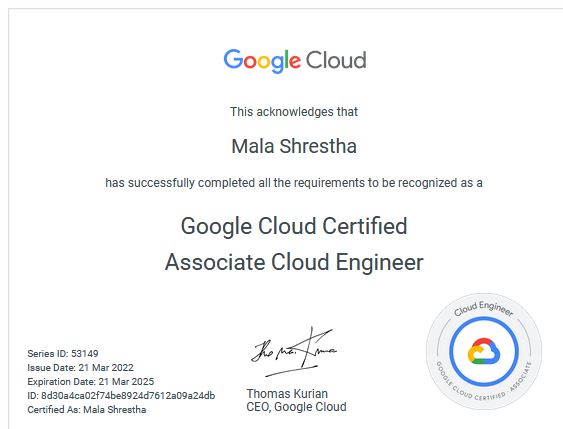 Google Cloud
This acknowledges that
Mala Shrestha
has successfully completed all the requirements to be recognized as a
Google Cloud Certified
Associate Cloud Engineer
Series ID: 53149
Issue Date: 21 Mar 2022
Expiration Date: 21 Mar 2025
ID: 8d30a4ca02f74be8924d7612a09a24db
Certified As: Mala Shrestha
Thomas Kurian
CEO, Google Cloud
Cloud Engineer
GOOGLE CLOUD CERTIFIED · ASSOCIATE